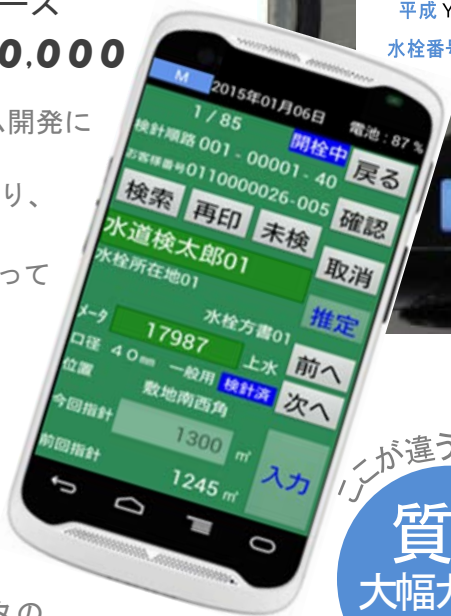 ース
0,000
ム開発に
り、
って
タの
平成 Y
水栓番号
M 2015年01月06日 電池:87%
1/85 開栓中 戻る
検針順路 001-00001-40
お客様番号0110000026-005 確認
検索 再印 未検 取消
水道検太郎01
水栓所在地01 推定
水栓方書01
メータ 17987 上水 前へ
口径 40mm 一般用 検針済 次へ
位置 敷地南西角
今回指針 1300 ㎥ 入力
前回指針 1245 ㎥
ここが違う
質
大幅